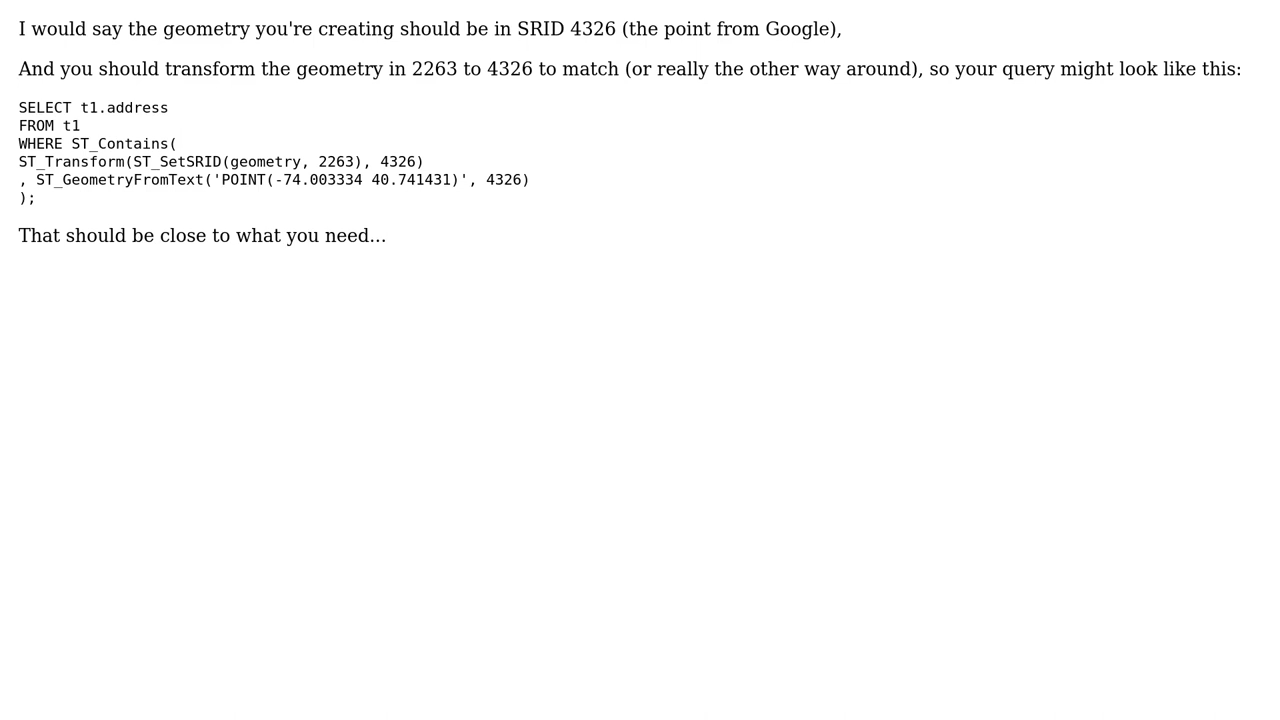 I would say the geometry you're creating should be in SRID 4326 (the point from Google),
And you should transform the geometry in 2263 to 4326 to match (or really the other way around), so your query might look like this:
SELECT t1.address
FROM t1
WHERE ST_Contains(
ST_Transform(ST_SetSRID(geometry, 2263), 4326)
, ST_GeometryFromText('POINT(-74.003334 40.741431)', 4326)
);
That should be close to what you need...